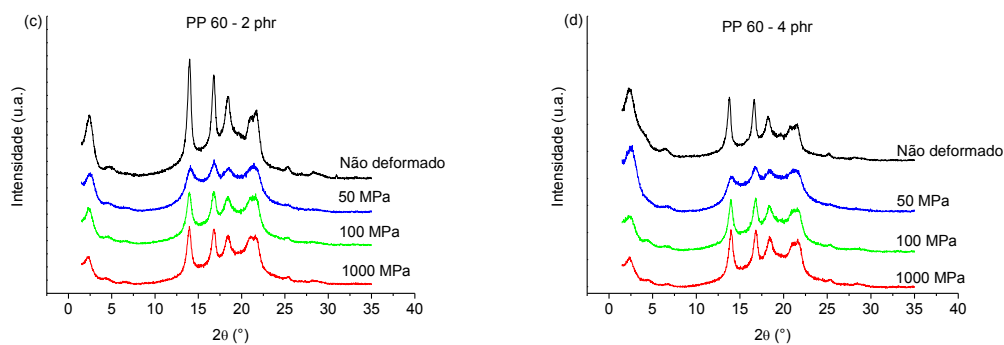 (c)
PP 60 - 2 phr
Intensidade (u.a.)
Não deformado
50 MPa
100 MPa
1000 MPa
0 5 10 15 20 25 30 35 40
2θ (°)
(d)
PP 60 - 4 phr
Intensidade (u.a.)
Não deformado
50 MPa
100 MPa
1000 MPa
0 5 10 15 20 25 30 35 40
2θ (°)